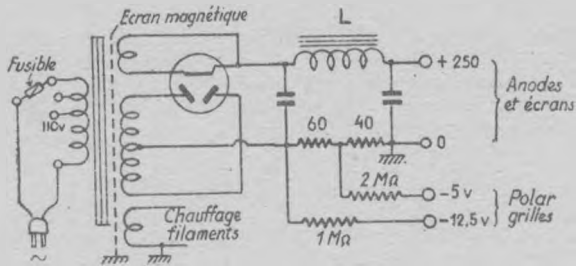 Ecran magnétique
L
Fusible
+ 250
Anodes
et écrans
110v
60
40
0
2 MΩ
-5 v
Polar
grilles
Chauffage
filaments
1 MΩ
-12,5 v
~